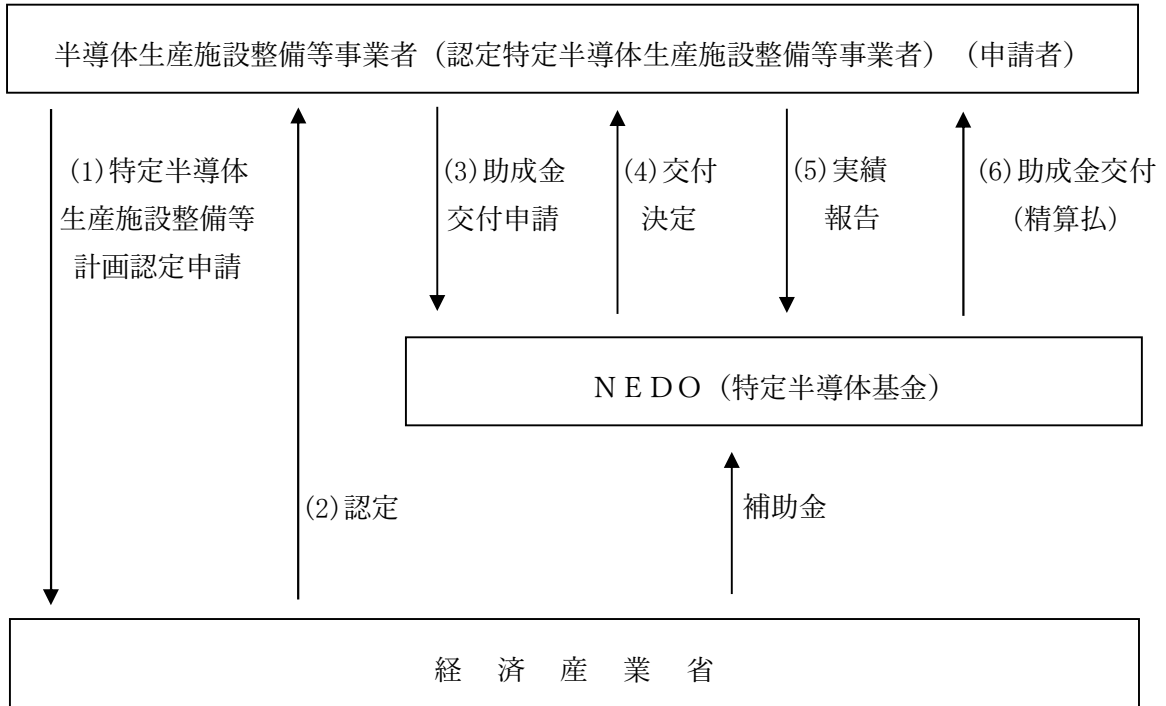 半導体生産施設整備等事業者（認定特定半導体生産施設整備等事業者）（申請者）
(1)特定半導体
生産施設整備等
計画認定申請
(2)認定
(3)助成金
交付申請
(4)交付
決定
(5)実績
報告
(6)助成金交付
（精算払）
ＮＥＤＯ（特定半導体基金）
補助金
経 済 産 業 省